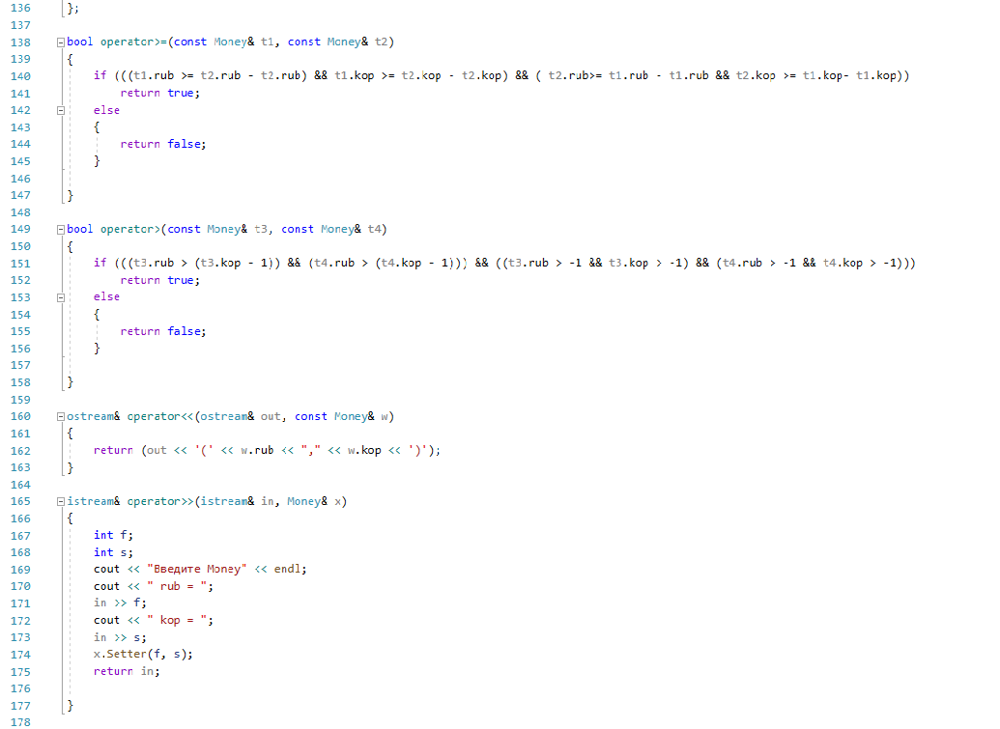 136 };
137
138 bool operator>=(const Money& t1, const Money& t2)
139 {
140 if (((t1.rub >= t2.rub - t2.rub) && t1.kop >= t2.kop - t2.kop) && ( t2.rub>= t1.rub - t1.rub && t2.kop >= t1.kop- t1.kop))
141 return true;
142 else
143 {
144 return false;
145 }
146
147 }
148
149 bool operator>(const Money& t3, const Money& t4)
150 {
151 if (((t3.rub > (t3.kop - 1)) && (t4.rub > (t4.kop - 1))) && ((t3.rub > -1 && t3.kop > -1) && (t4.rub > -1 && t4.kop > -1)))
152 return true;
153 else
154 {
155 return false;
156 }
157
158 }
159
160 ostream& operator<<(ostream& out, const Money& w)
161 {
162 return (out << '(' << w.rub << "," << w.kop << ')');
163 }
164
165 istream& operator>>(istream& in, Money& x)
166 {
167 int f;
168 int s;
169 cout << "Введите Money" << endl;
170 cout << " rub = ";
171 in >> f;
172 cout << " kop = ";
173 in >> s;
174 x.Setter(f, s);
175 return in;
176
177 }
178